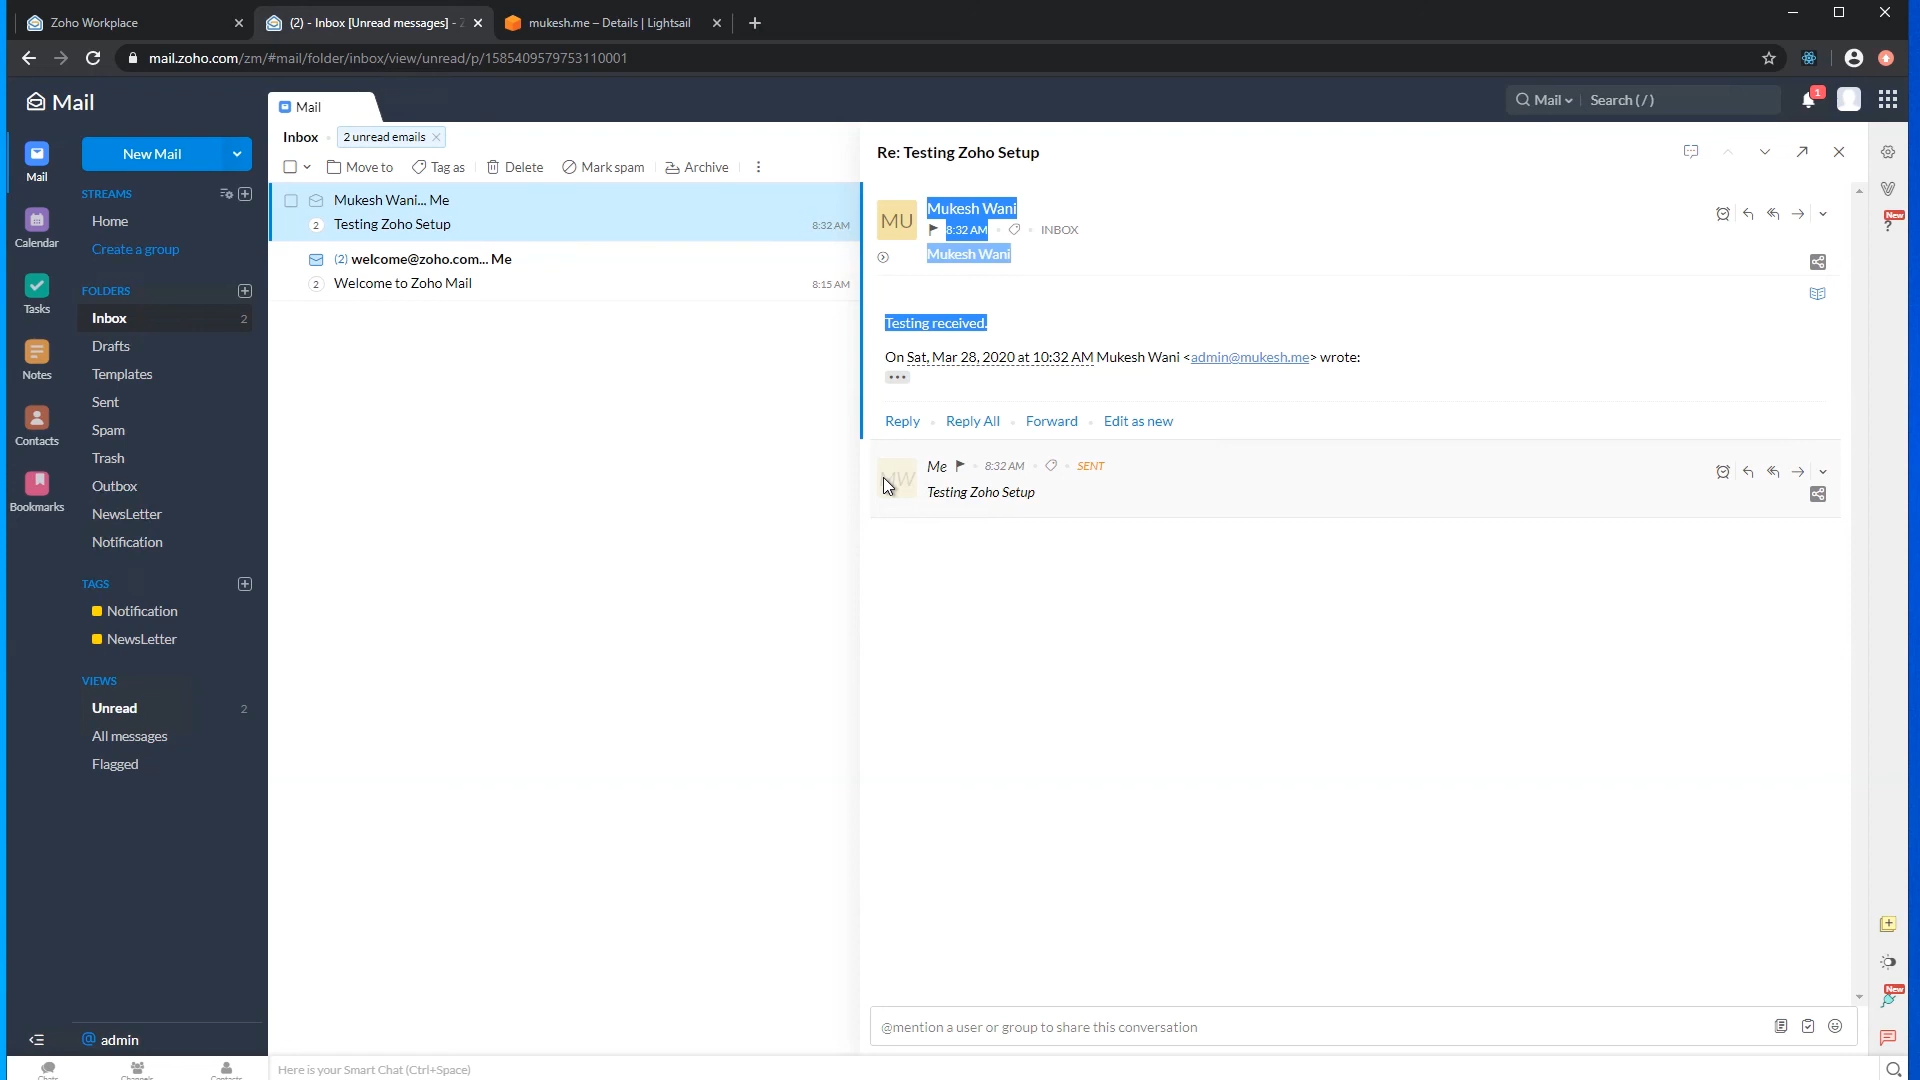 Zoho Workplace
(2) - Inbox [Unread messages] -
mukesh.me – Details | Lightsail
mail.zoho.com/zm/#mail/folder/inbox/view/unread/p/1585409579753110001
Mail
Mail
Mail
Search ( / )
1
Mail
Calendar
Tasks
Notes
Contacts
Bookmarks
New Mail
STREAMS
Home
Create a group
FOLDERS
Inbox 2
Drafts
Templates
Sent
Spam
Trash
Outbox
NewsLetter
Notification
TAGS
Notification
NewsLetter
VIEWS
Unread 2
All messages
Flagged
@ admin
Chats
Channels
Contacts
Inbox
2 unread emails
Move to
Tag as
Delete
Mark spam
Archive
Mukesh Wani... Me
2 Testing Zoho Setup 8:32 AM
(2) welcome@zoho.com... Me
2 Welcome to Zoho Mail 8:15 AM
Re: Testing Zoho Setup
MU
Mukesh Wani
8:32 AM
INBOX
Mukesh Wani
Testing received.
On Sat, Mar 28, 2020 at 10:32 AM Mukesh Wani <admin@mukesh.me> wrote:
Reply
Reply All
Forward
Edit as new
MW
Me
8:32 AM
SENT
Testing Zoho Setup
New
?
New
@mention a user or group to share this conversation
Here is your Smart Chat (Ctrl+Space)